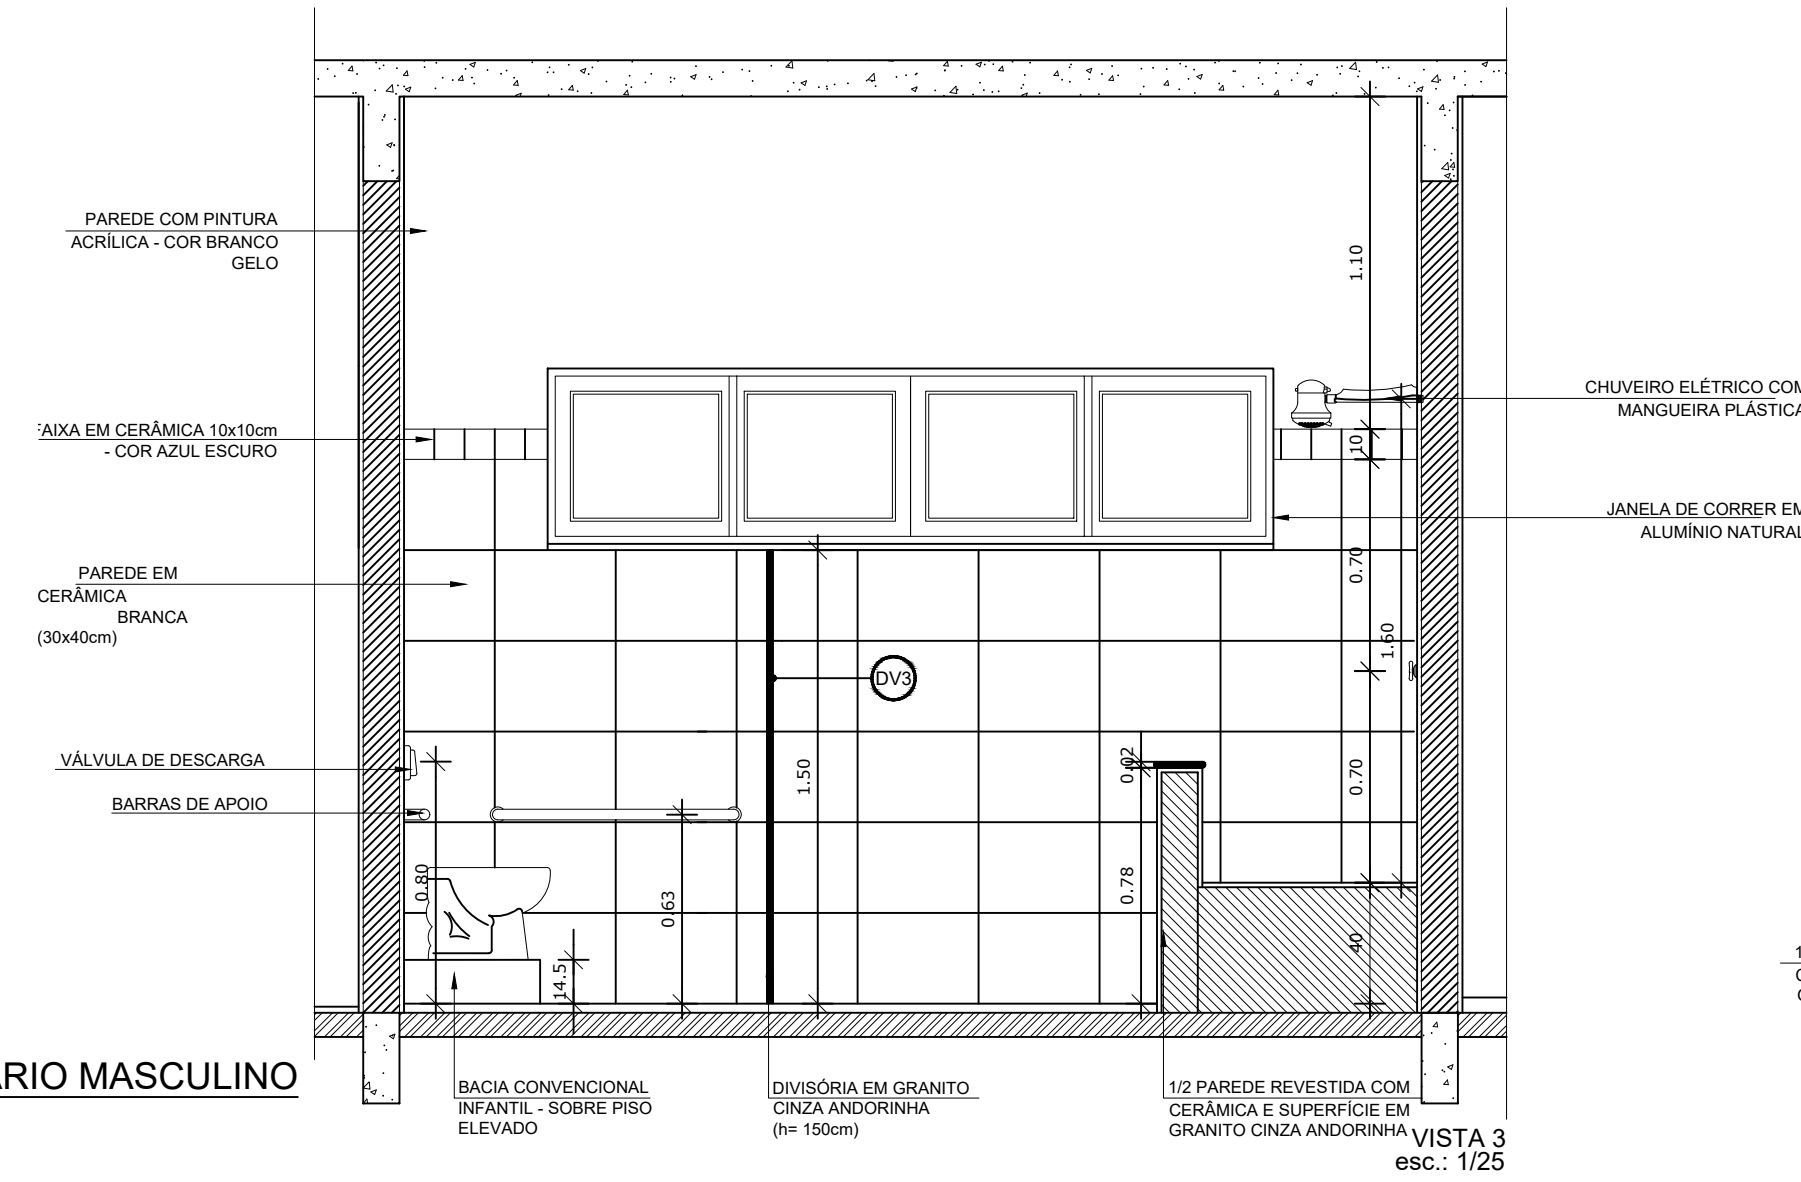 PAREDE COM PINTURA
ACRÍLICA - COR BRANCO
GELO
1.10
CHUVEIRO ELÉTRICO COM
MANGUEIRA PLÁSTICA
FAIXA EM CERÂMICA 10x10cm
- COR AZUL ESCURO
10
JANELA DE CORRER EM
ALUMÍNIO NATURAL
PAREDE EM
CERÂMICA
BRANCA
(30x40cm)
0.70
1.60
DV3
VÁLVULA DE DESCARGA
BARRAS DE APOIO
1.50
0.02
0.70
0.80
0.63
0.78
14.5
40
ARIO MASCULINO
BACIA CONVENCIONAL
INFANTIL - SOBRE PISO
ELEVADO
DIVISÓRIA EM GRANITO
CINZA ANDORINHA
(h= 150cm)
1/2 PAREDE REVESTIDA COM
CERÂMICA E SUPERFÍCIE EM
GRANITO CINZA ANDORINHA
VISTA 3
esc.: 1/25